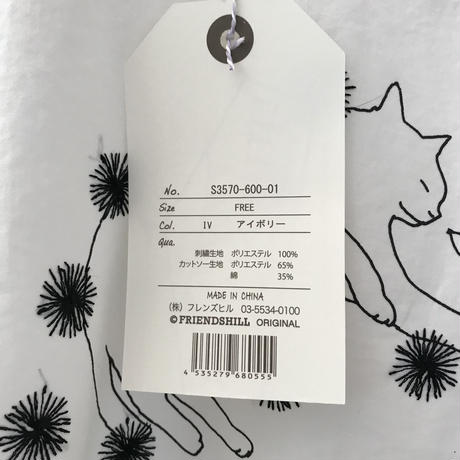 No. S3570-600-01
Size FREE
Col. IV アイボリー
Qua.
刺繍生地 ポリエステル 100%
カットソー生地 ポリエステル 65%
綿 35%
MADE IN CHINA
(株) フレンズヒル 03-5534-0100
©FRIENDSHILL ORIGINAL
4 535279 680555